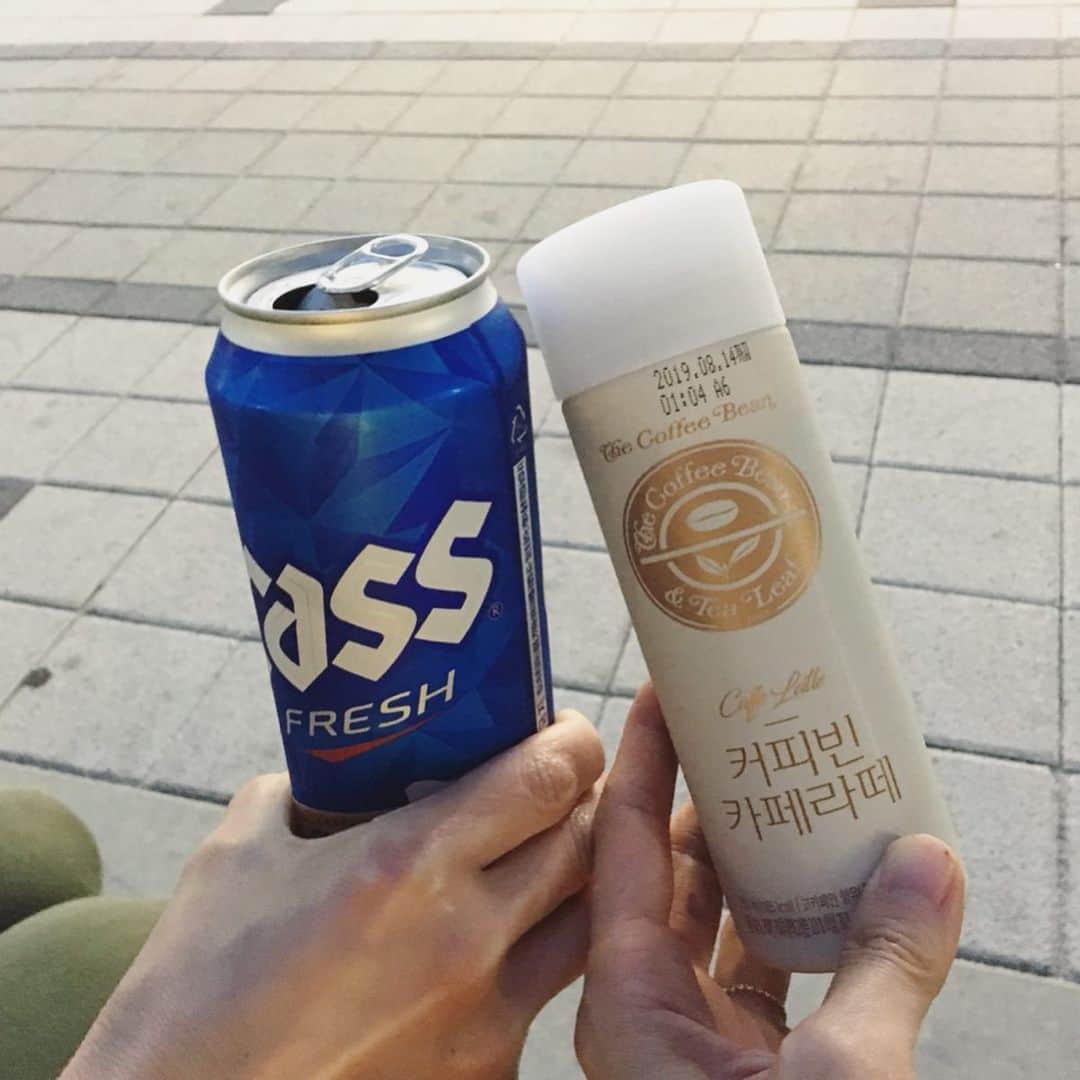 Cass
FRESH
2019.08.14까지
01:04 A6
The Coffee Bean
The Coffee Bean
& Tea Leaf
Caffe Latte
커피빈
카페라떼